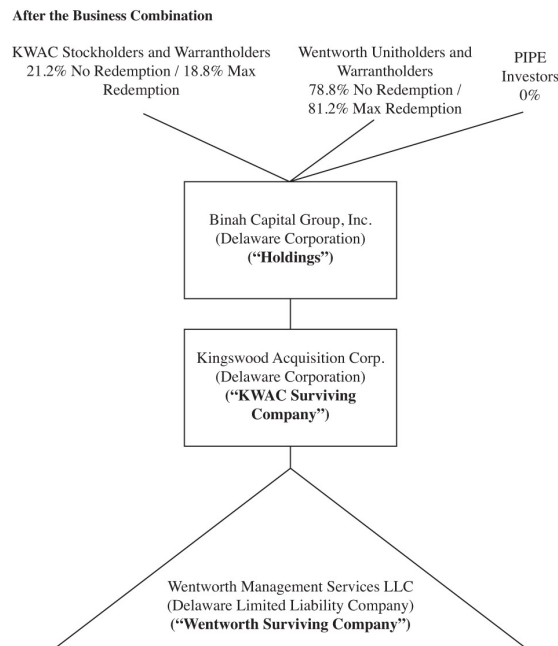 After the Business Combination
KWAC Stockholders and Warrantholders
21.2% No Redemption / 18.8% Max
Redemption
Wentworth Unitholders and
Warrantholders
78.8% No Redemption /
81.2% Max Redemption
PIPE
Investors
0%
Binah Capital Group, Inc.
(Delaware Corporation)
(“Holdings”)
Kingswood Acquisition Corp.
(Delaware Corporation)
(“KWAC Surviving
Company”)
Wentworth Management Services LLC
(Delaware Limited Liability Company)
(“Wentworth Surviving Company”)